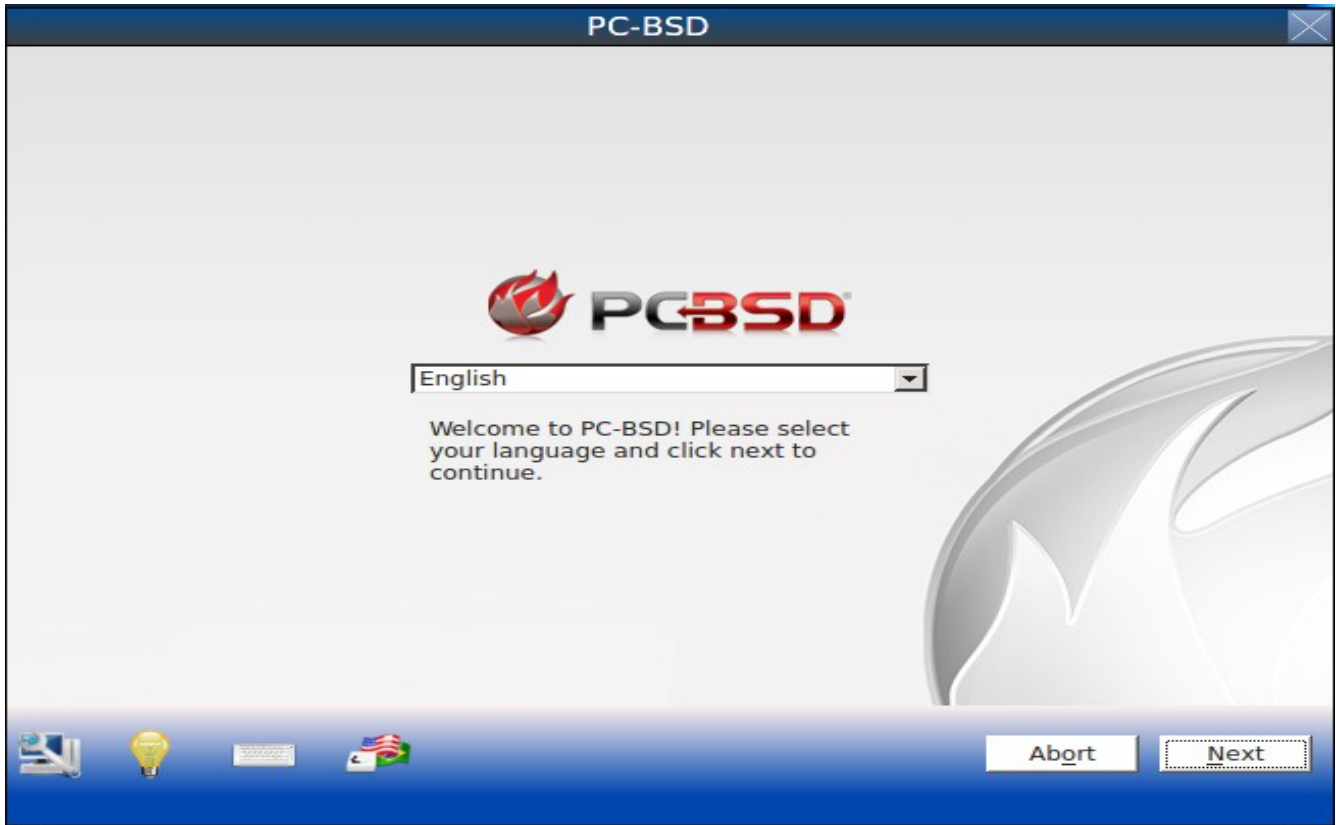 PC-BSD
PCBSD®
English
Welcome to PC-BSD! Please select
your language and click next to
continue.
Abort
Next